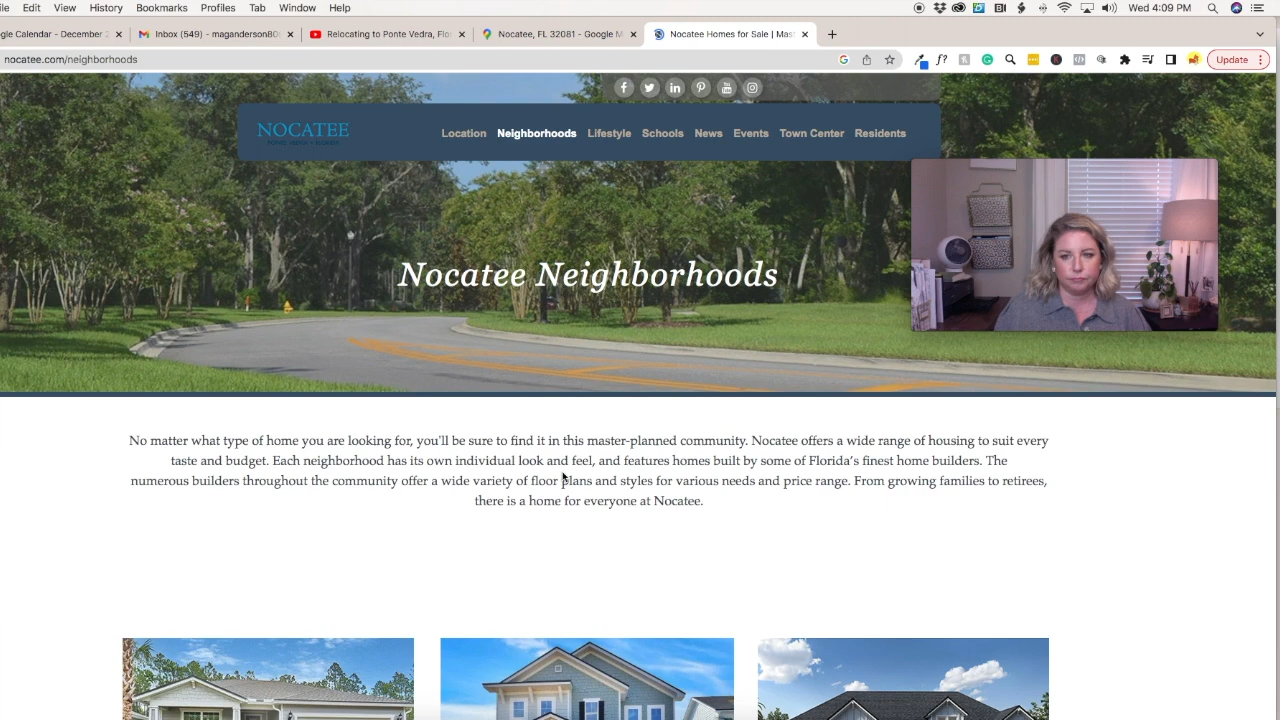 ile Edit View History Bookmarks Profiles Tab Window Help Wed 4:09 PM
gle Calendar - December 2 Inbox (549) - maganderson80 Relocating to Ponte Vedra, Flo Nocatee, FL 32081 - Google M Nocatee Homes for Sale | Mast
nocatee.com/neighborhoods Update
NOCATEE
Location Neighborhoods Lifestyle Schools News Events Town Center Residents
Nocatee Neighborhoods
No matter what type of home you are looking for, you'll be sure to find it in this master-planned community. Nocatee offers a wide range of housing to suit every
taste and budget. Each neighborhood has its own individual look and feel, and features homes built by some of Florida's finest home builders. The
numerous builders throughout the community offer a wide variety of floor plans and styles for various needs and price range. From growing families to retirees,
there is a home for everyone at Nocatee.